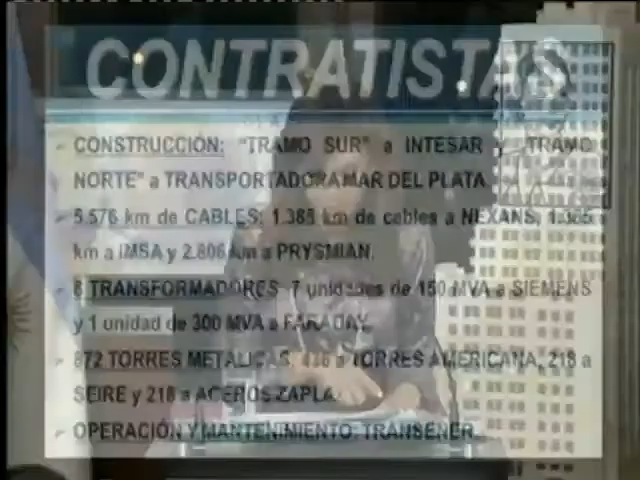 CONTRATISTAS
CONSTRUCCIÓN: "TRAMO SUR" a INTESAR y "TRAMO
NORTE" a TRANSPORTADORA MAR DEL PLATA.
5.576 km de CABLES: 1.385 km de cables a NEXANS, 1.385
km a IMSA y 2.806 km a PRYSMIAN.
8 TRANSFORMADORES: 7 unidades de 150 MVA a SIEMENS
y 1 unidad de 300 MVA a FARADAY.
872 TORRES METALICAS: 436 a TORRES AMERICANA, 218 a
SEIRE y 218 a ACEROS ZAPLA.
OPERACIÓN Y MANTENIMIENTO: TRANSENER.